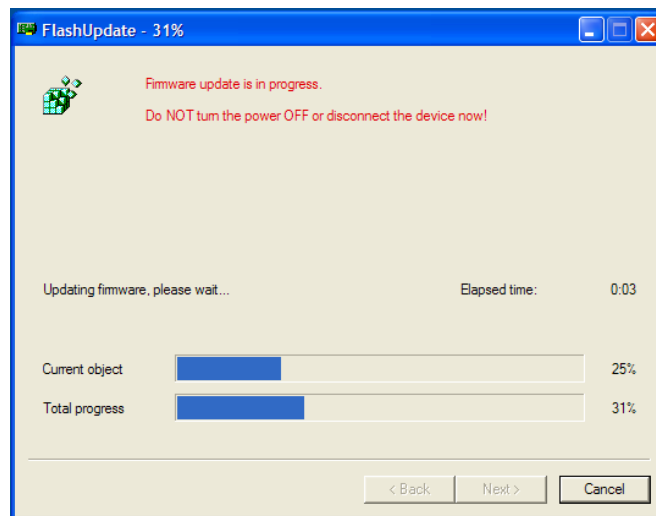 FlashUpdate - 31%
Firmware update is in progress.
Do NOT turn the power OFF or disconnect the device now!
Updating firmware, please wait... Elapsed time: 0:03
Current object 25%
Total progress 31%
< Back Next > Cancel